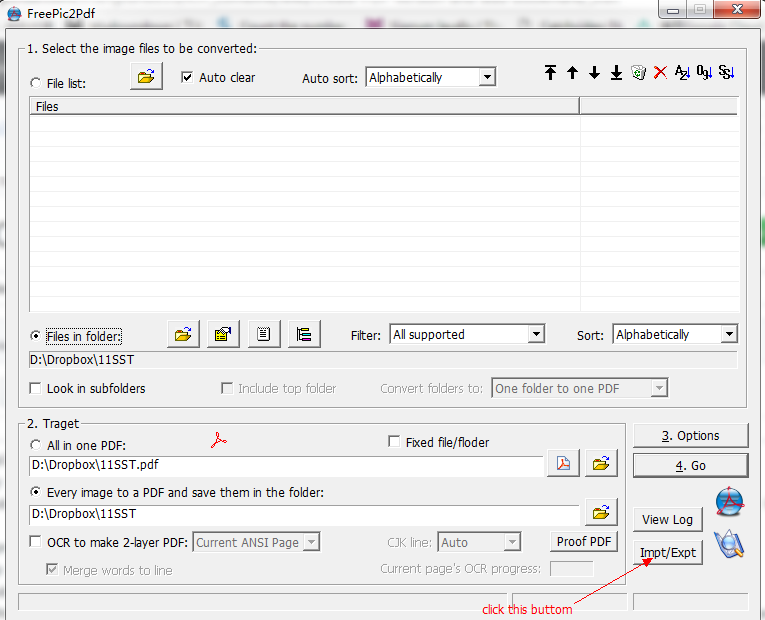 FreePic2Pdf
1. Select the image files to be converted:
File list:
Auto clear
Auto sort:
Alphabetically
Files
Files in folder:
Filter:
All supported
Sort:
Alphabetically
D:\Dropbox\11SST
Look in subfolders
Include top folder
Convert folders to:
One folder to one PDF
2. Traget
All in one PDF:
Fixed file/floder
3. Options
D:\Dropbox\11SST.pdf
4. Go
Every image to a PDF and save them in the folder:
D:\Dropbox\11SST
View Log
OCR to make 2-layer PDF:
Current ANSI Page
CJK line:
Auto
Proof PDF
Impt/Expt
Merge words to line
Current page's OCR progress:
click this buttom